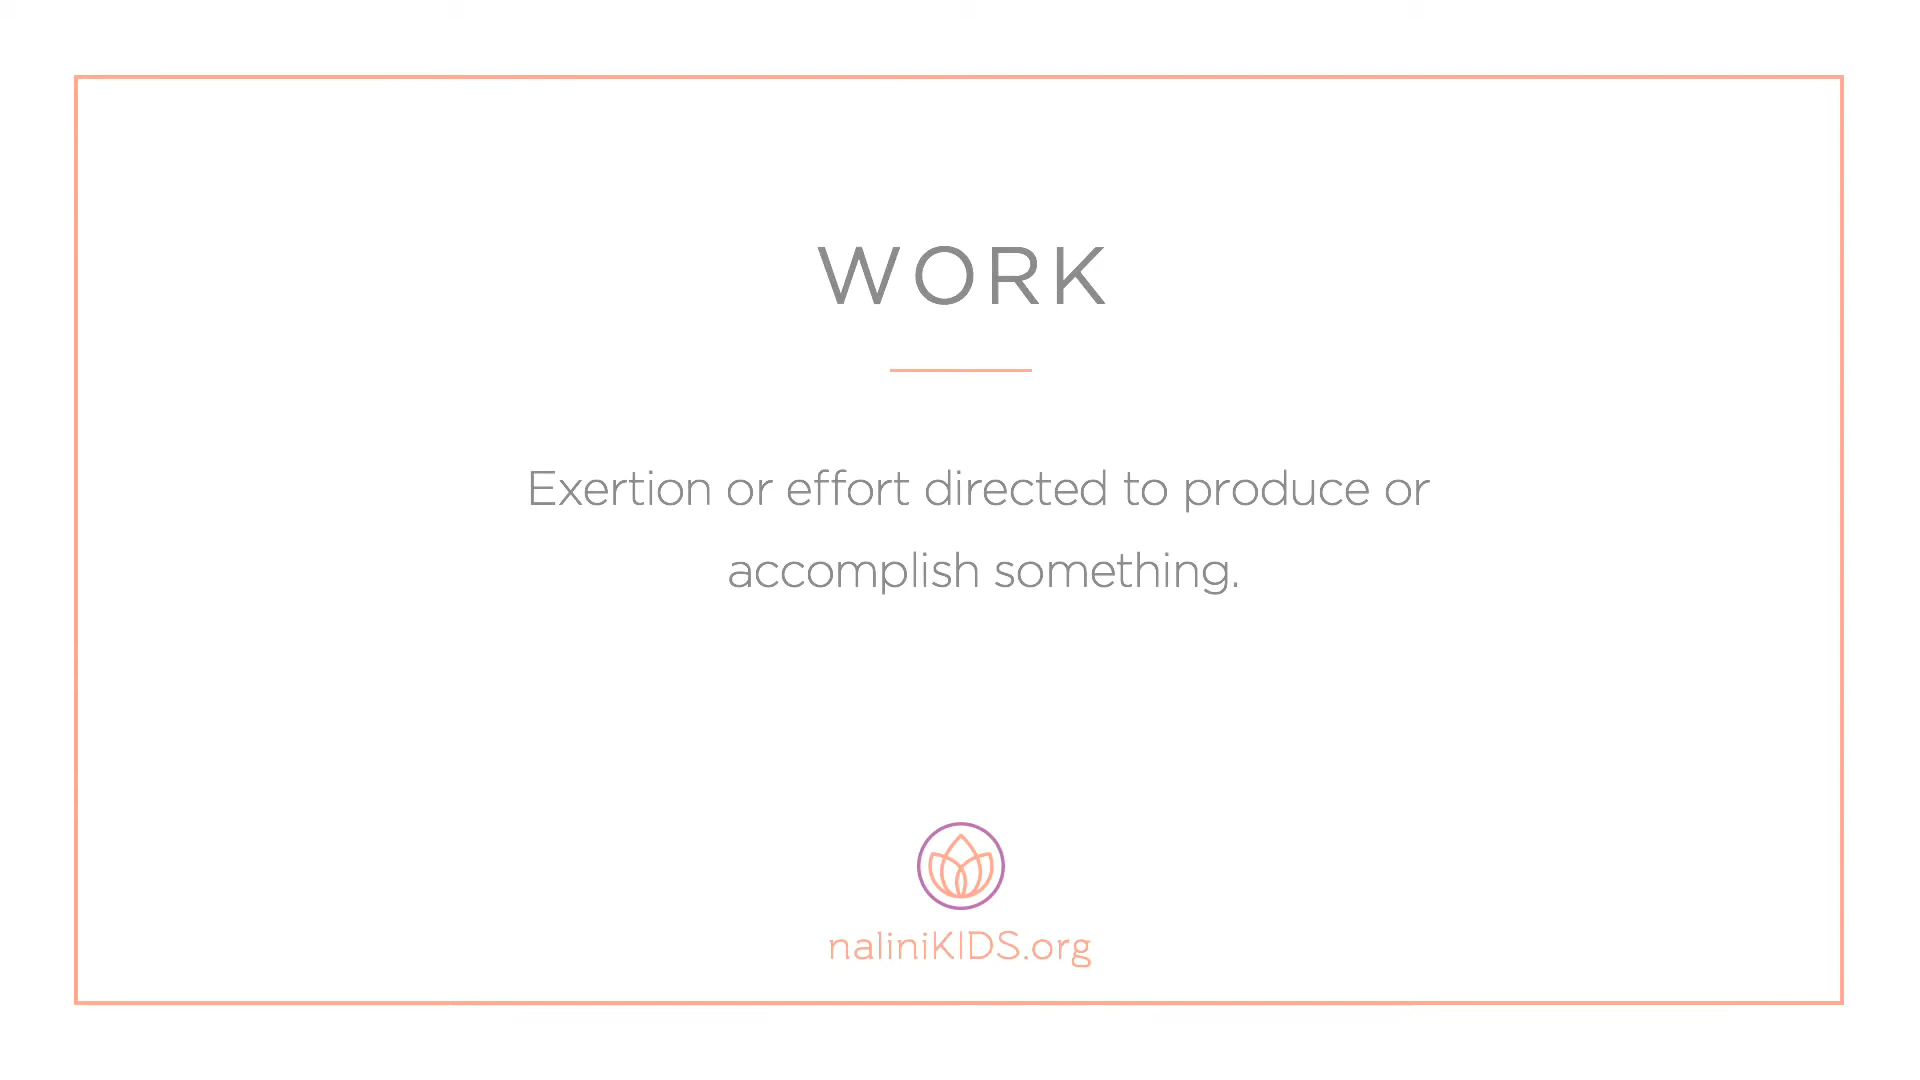 WORK
Exertion or effort directed to produce or
accomplish something.
naliniKIDS.org